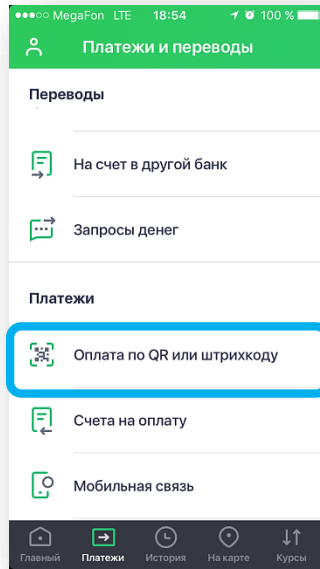 MegaFon LTE 18:54 100 %
Платежи и переводы
Переводы
На счет в другой банк
Запросы денег
Платежи
Оплата по QR или штрихкоду
Счета на оплату
Мобильная связь
Главный Платежи История На карте Курсы